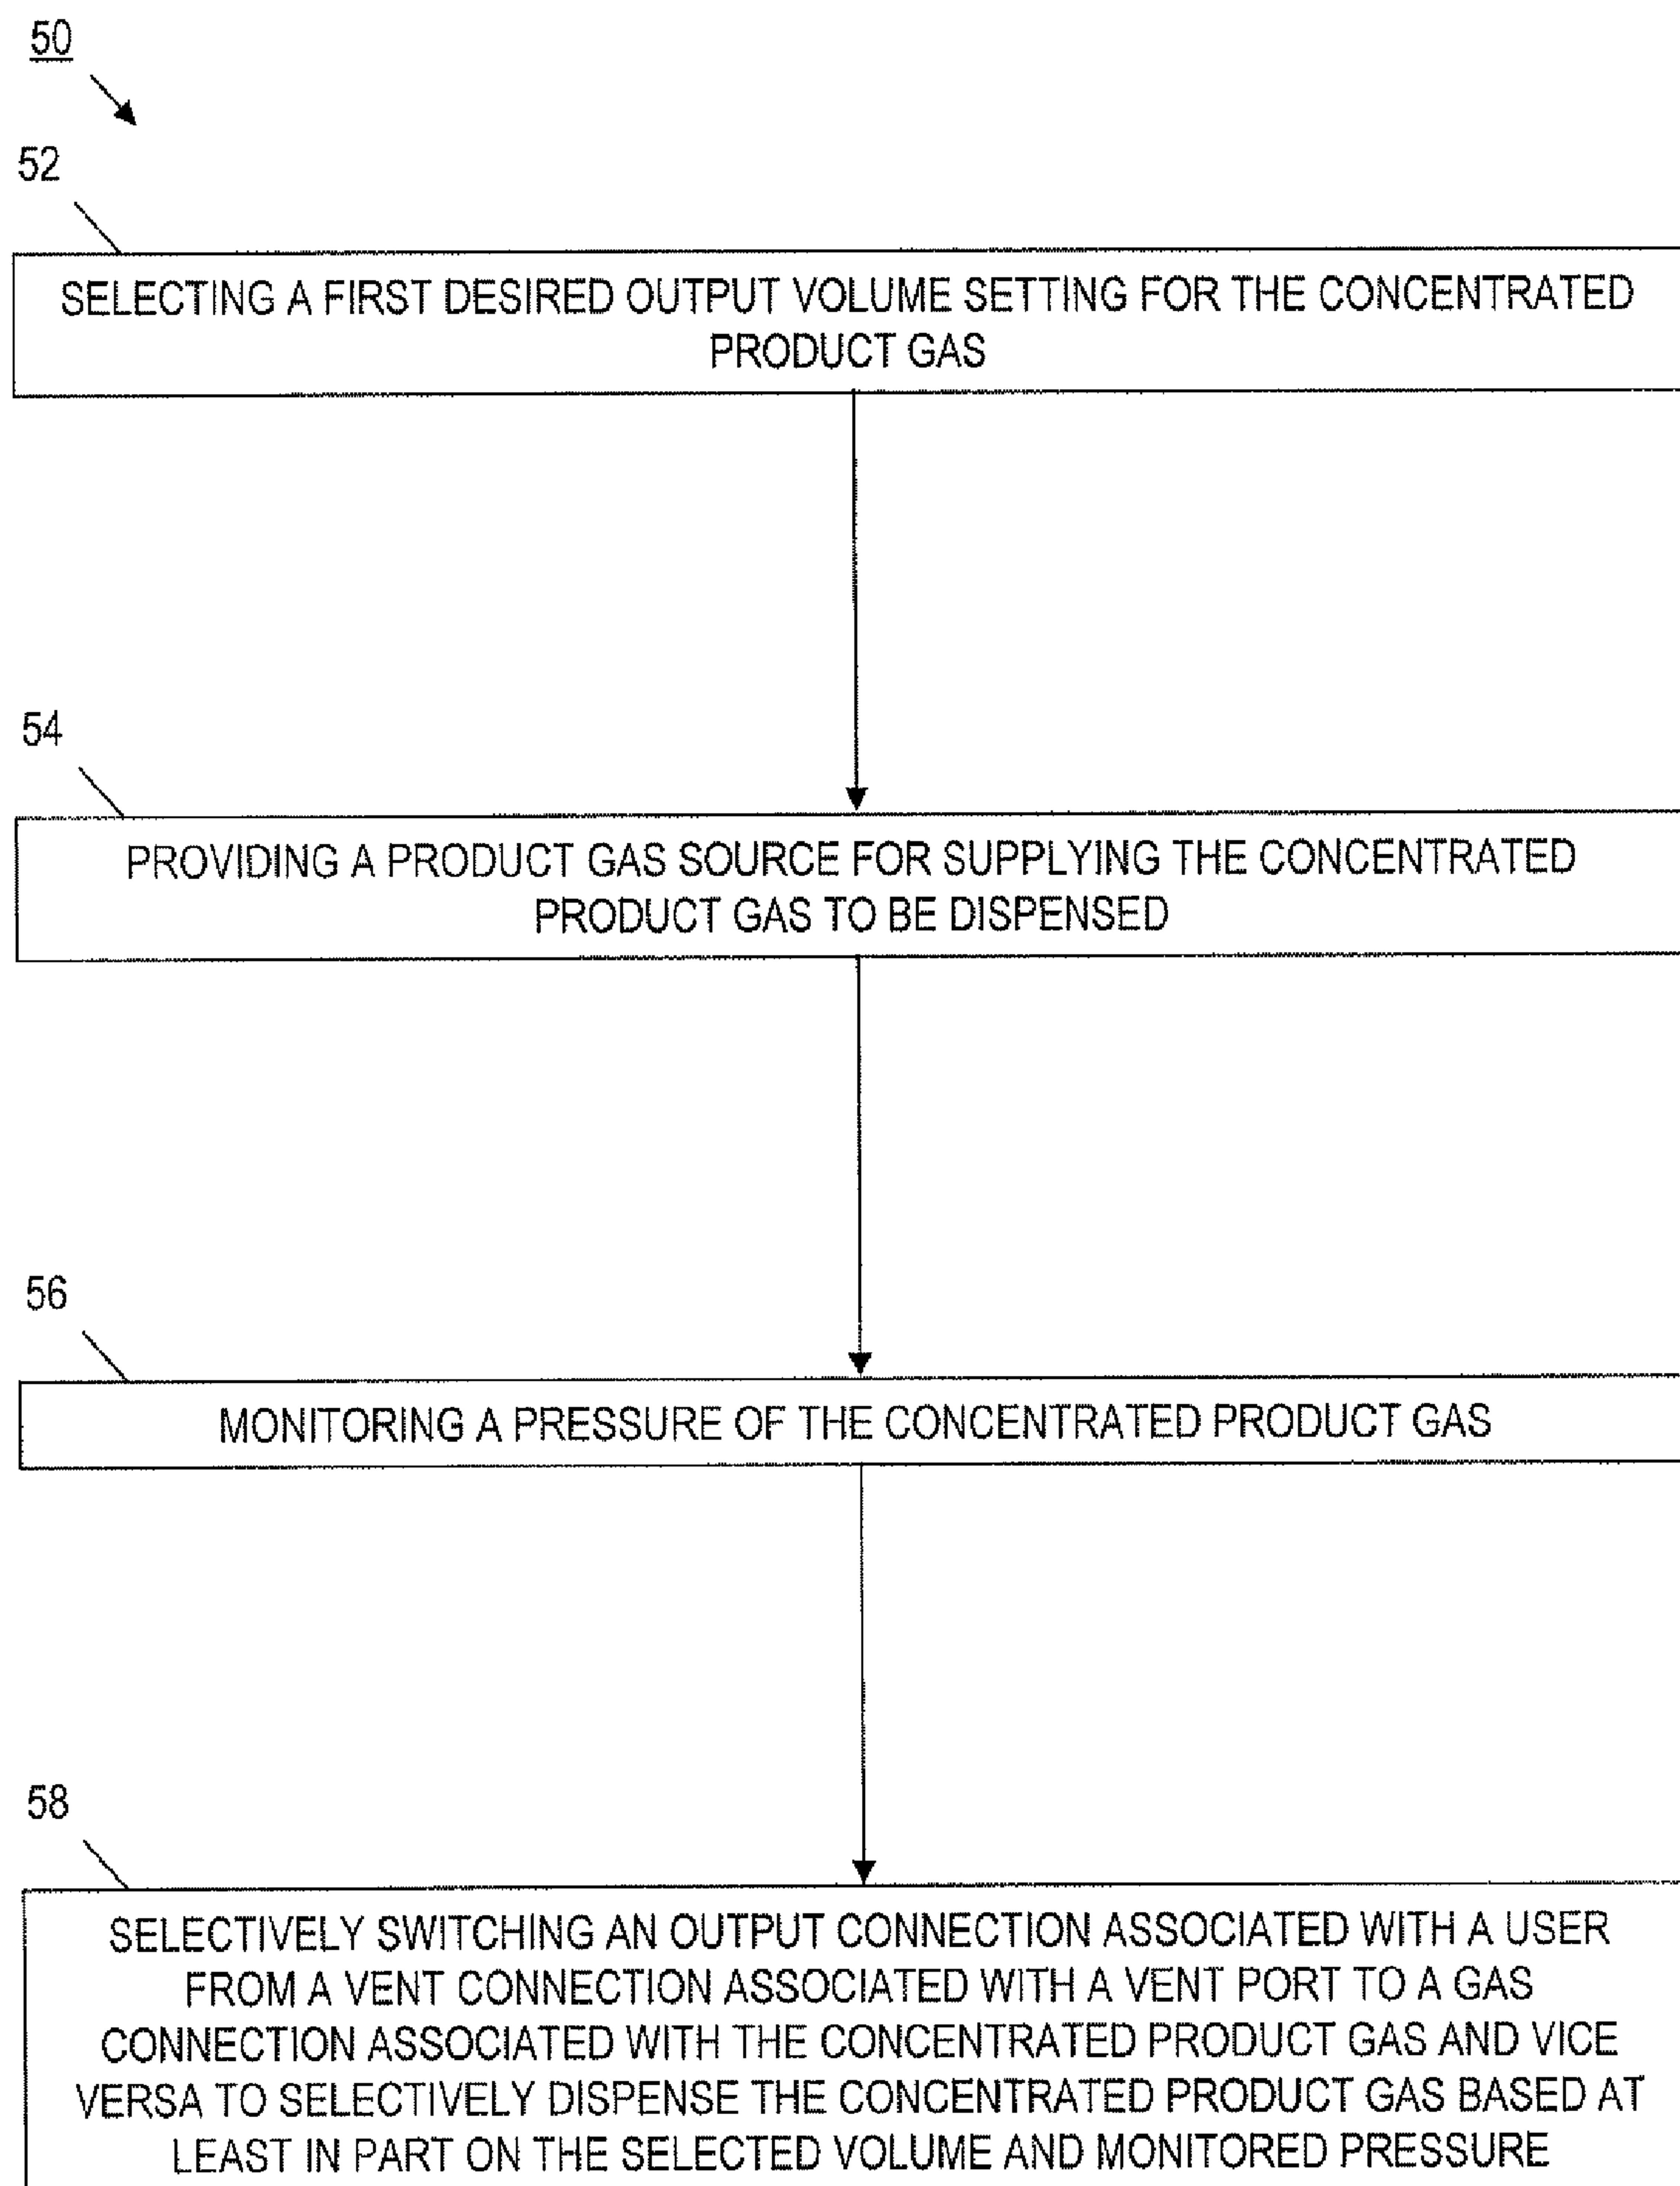 50
52
SELECTING A FIRST DESIRED OUTPUT VOLUME SETTING FOR THE CONCENTRATED
PRODUCT GAS
54
PROVIDING A PRODUCT GAS SOURCE FOR SUPPLYING THE CONCENTRATED
PRODUCT GAS TO BE DISPENSED
56
MONITORING A PRESSURE OF THE CONCENTRATED PRODUCT GAS
58
SELECTIVELY SWITCHING AN OUTPUT CONNECTION ASSOCIATED WITH A USER
FROM A VENT CONNECTION ASSOCIATED WITH A VENT PORT TO A GAS
CONNECTION ASSOCIATED WITH THE CONCENTRATED PRODUCT GAS AND VICE
VERSA TO SELECTIVELY DISPENSE THE CONCENTRATED PRODUCT GAS BASED AT
LEAST IN PART ON THE SELECTED VOLUME AND MONITORED PRESSURE